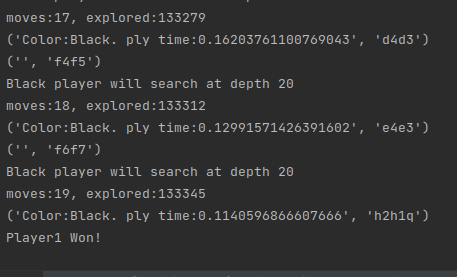 moves:17, explored:133279
('Color:Black. ply time:0.16203761100769043', 'd4d3')
('', 'f4f5')
Black player will search at depth 20
moves:18, explored:133312
('Color:Black. ply time:0.12991571426391602', 'e4e3')
('', 'f6f7')
Black player will search at depth 20
moves:19, explored:133345
('Color:Black. ply time:0.1140596866607666', 'h2h1q')
Player1 Won!